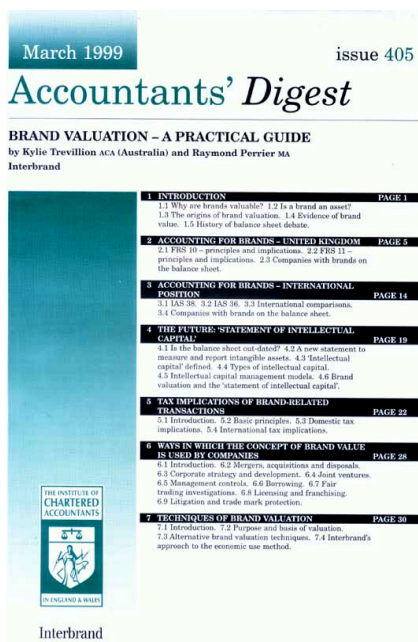 March 1999
issue 405
Accountants' Digest
BRAND VALUATION – A PRACTICAL GUIDE
by Kylie Trevillion ACA (Australia) and Raymond Perrier MA
Interbrand
1 INTRODUCTION PAGE 1
1.1 Why are brands valuable? 1.2 Is a brand an asset?
1.3 The origins of brand valuation. 1.4 Evidence of brand
value. 1.5 History of balance sheet debate.
2 ACCOUNTING FOR BRANDS – UNITED KINGDOM PAGE 5
2.1 FRS 10 – principles and implications. 2.2 FRS 11 –
principles and implications. 2.3 Companies with brands on
the balance sheet.
3 ACCOUNTING FOR BRANDS – INTERNATIONAL
POSITION PAGE 14
3.1 IAS 38. 3.2 IAS 36. 3.3 International comparisons.
3.4 Companies with brands on the balance sheet.
4 THE FUTURE: 'STATEMENT OF INTELLECTUAL
CAPITAL' PAGE 19
4.1 Is the balance sheet out-dated? 4.2 A new statement to
measure and report intangible assets. 4.3 'Intellectual
capital' defined. 4.4 Types of intellectual capital.
4.5 Intellectual capital management models. 4.6 Brand
valuation and the 'statement of intellectual capital'.
5 TAX IMPLICATIONS OF BRAND-RELATED
TRANSACTIONS PAGE 22
5.1 Introduction. 5.2 Basic principles. 5.3 Domestic tax
implications. 5.4 International tax implications.
6 WAYS IN WHICH THE CONCEPT OF BRAND VALUE
IS USED BY COMPANIES PAGE 28
6.1 Introduction. 6.2 Mergers, acquisitions and disposals.
6.3 Corporate strategy and development. 6.4 Joint ventures.
6.5 Management controls. 6.6 Borrowing. 6.7 Fair
trading investigations. 6.8 Licensing and franchising.
6.9 Litigation and trade mark protection.
7 TECHNIQUES OF BRAND VALUATION PAGE 30
7.1 Introduction. 7.2 Purpose and basis of valuation.
7.3 Alternative brand valuation techniques. 7.4 Interbrand's
approach to the economic use method.
THE INSTITUTE OF
CHARTERED
ACCOUNTANTS
IN ENGLAND & WALES
Interbrand